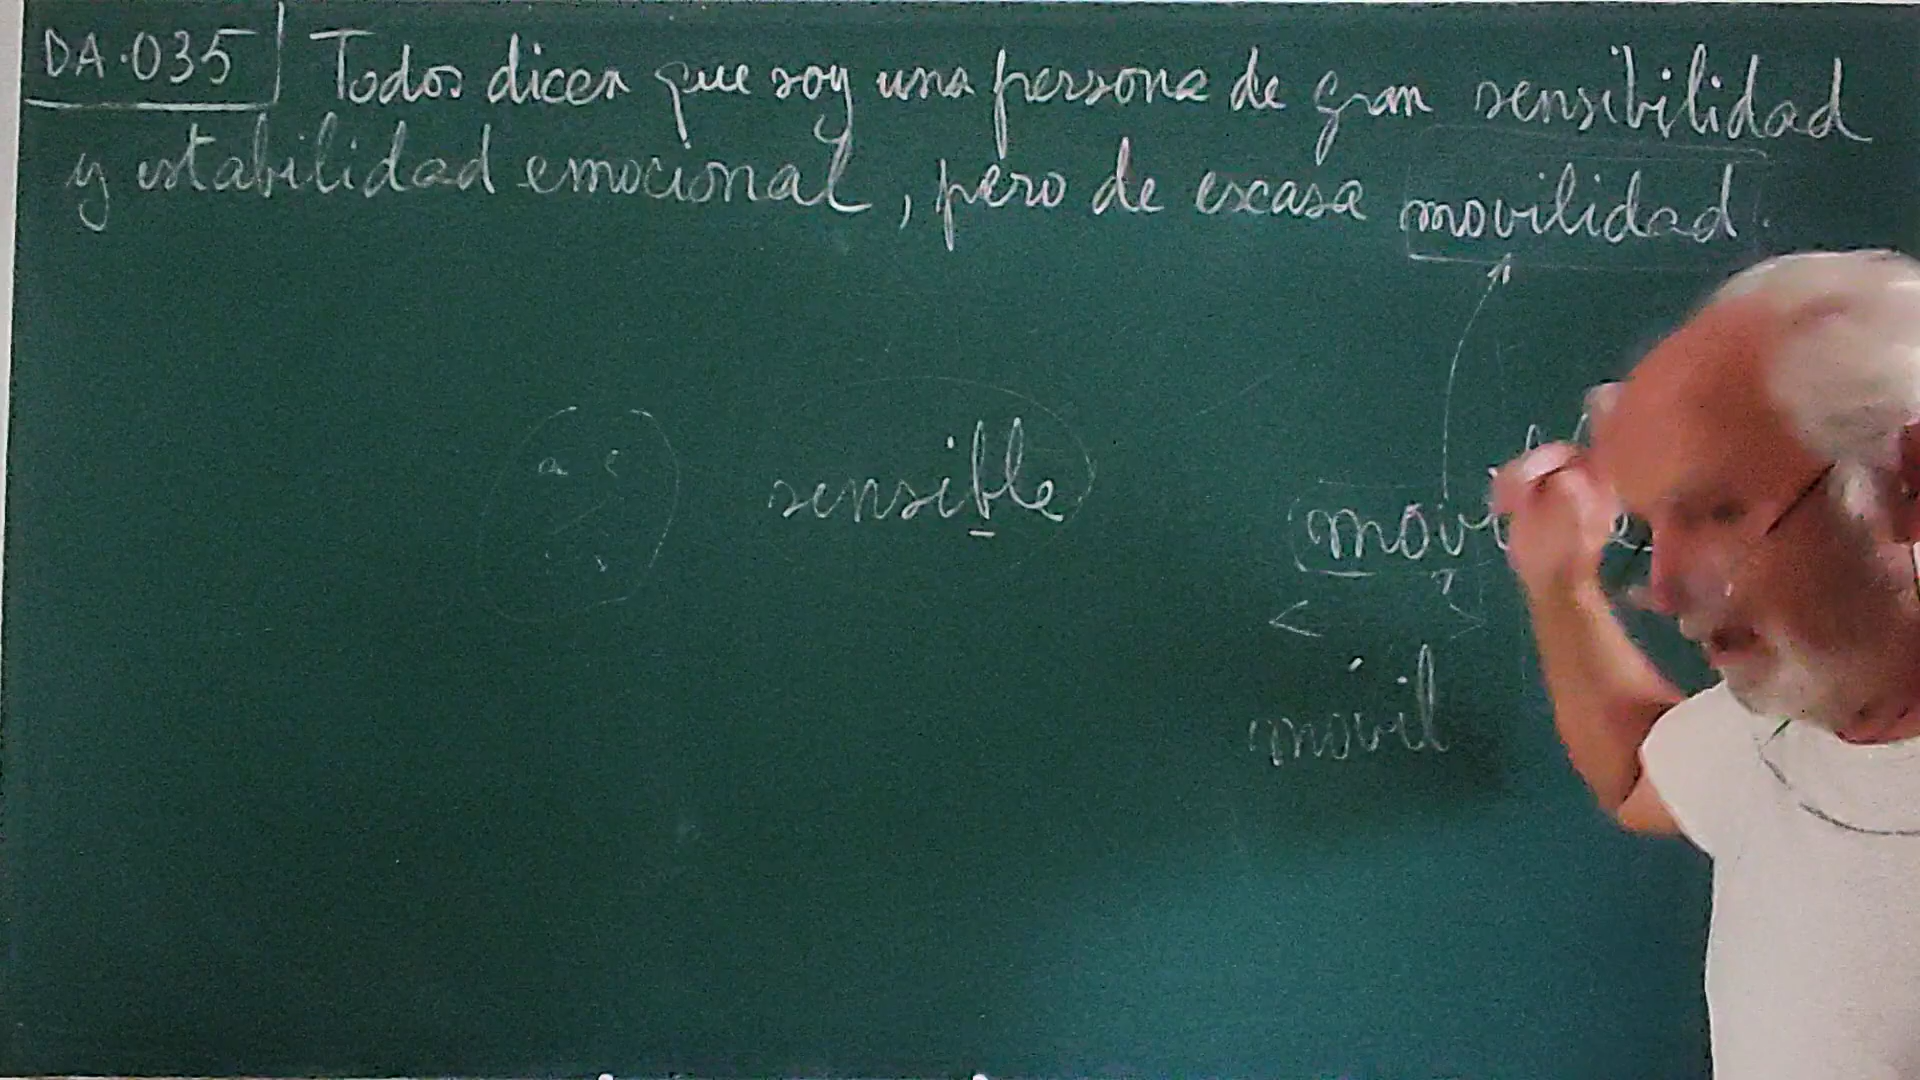 DA·035 Todos dicen que soy una persona de gran sensibilidad
y estabilidad emocional, pero de escasa movilidad.
sensible
móvil